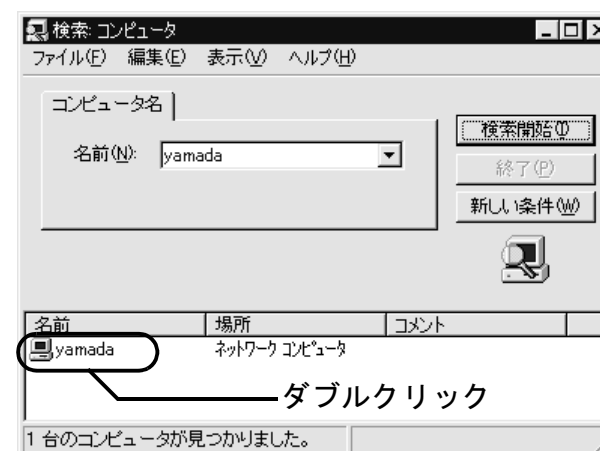 検索: コンピュータ
ファイル(F) 編集(E) 表示(V) ヘルプ(H)
コンピュータ名
名前(N): yamada
検索開始(I)
終了(P)
新しい条件(W)
名前 場所 コメント
yamada ネットワーク コンピュータ
ダブルクリック
1 台のコンピュータが見つかりました。